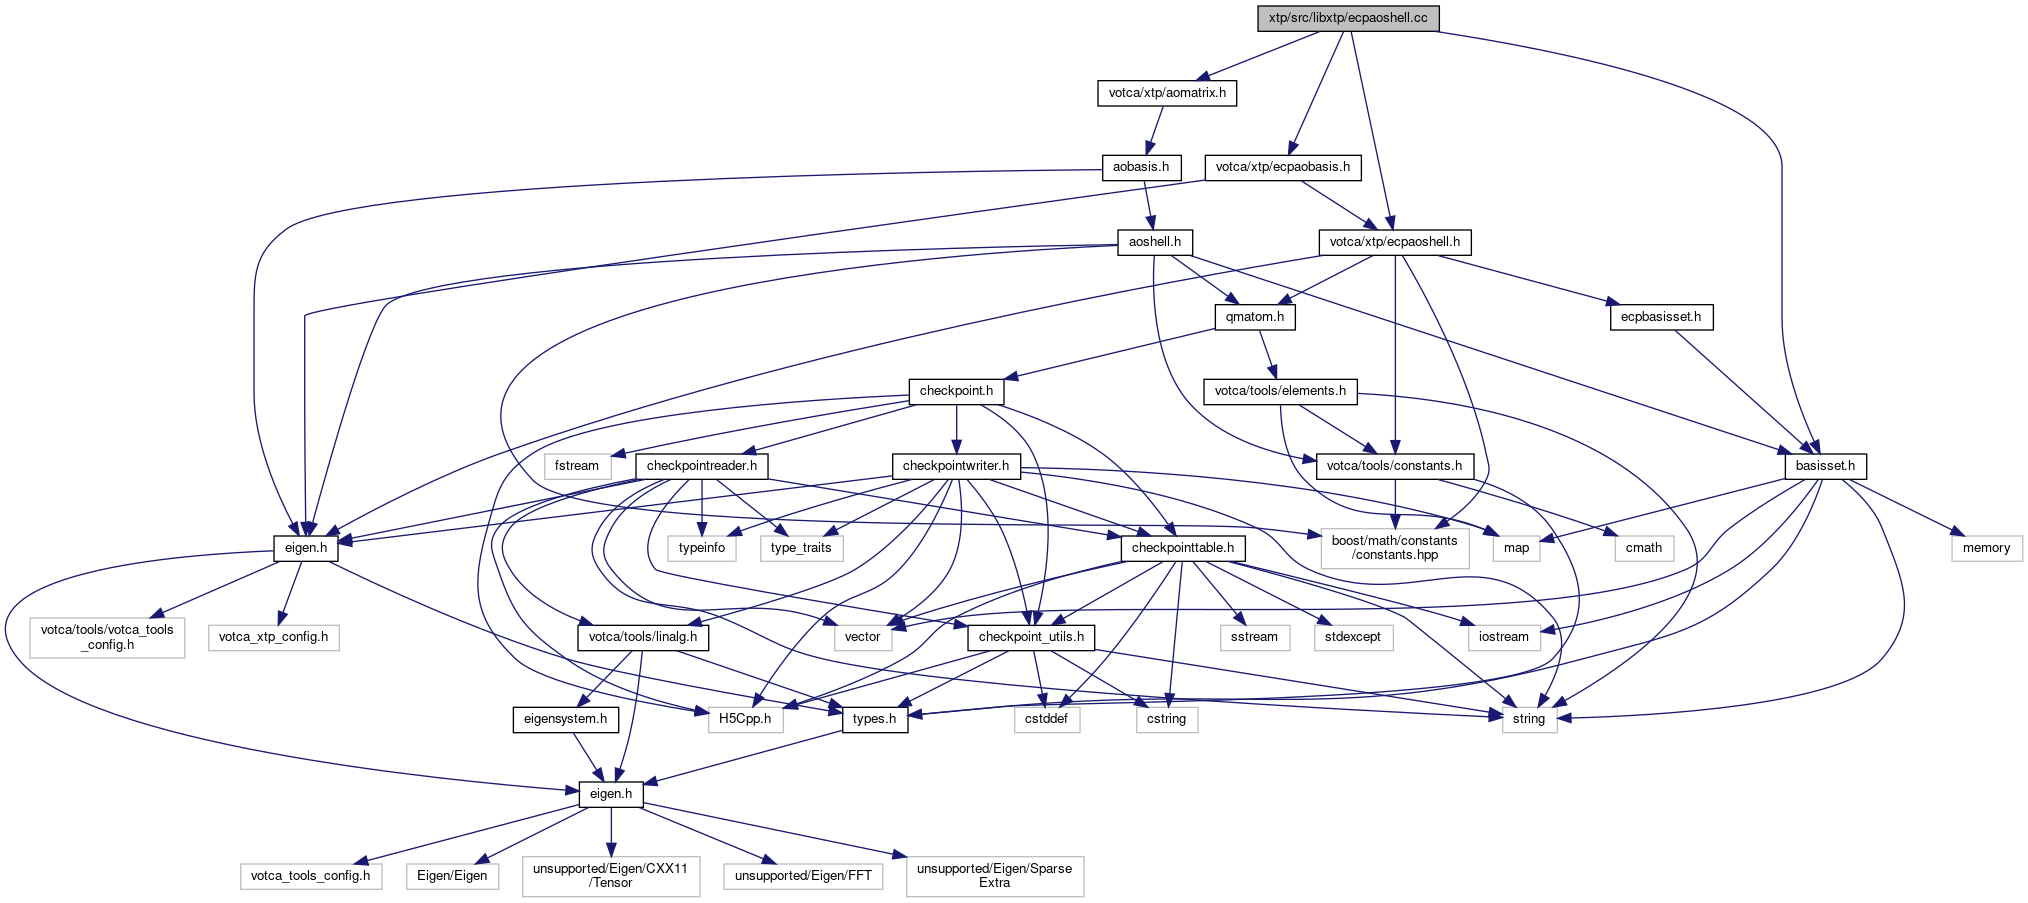 xtp/src/libxtp/ecpaoshell.cc
votca/xtp/aomatrix.h
aobasis.h
votca/xtp/ecpaobasis.h
aoshell.h
votca/xtp/ecpaoshell.h
qmatom.h
ecpbasisset.h
checkpoint.h
votca/tools/elements.h
fstream
checkpointreader.h
checkpointwriter.h
votca/tools/constants.h
basisset.h
eigen.h
typeinfo
type_traits
checkpointtable.h
boost/math/constants
/constants.hpp
map
cmath
memory
votca/tools/votca_tools
_config.h
votca_xtp_config.h
votca/tools/linalg.h
vector
checkpoint_utils.h
sstream
stdexcept
iostream
eigensystem.h
H5Cpp.h
types.h
cstddef
cstring
string
eigen.h
votca_tools_config.h
Eigen/Eigen
unsupported/Eigen/CXX11
/Tensor
unsupported/Eigen/FFT
unsupported/Eigen/Sparse
Extra